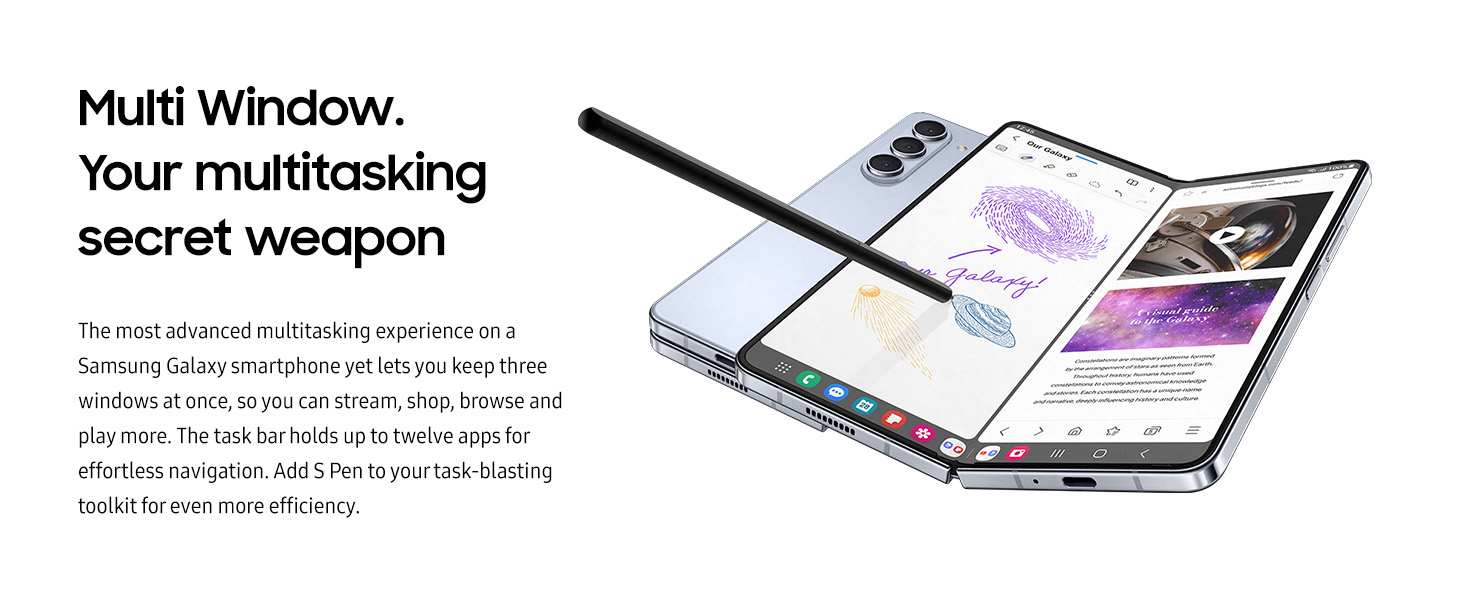 Multi Window.
Your multitasking
secret weapon
The most advanced multitasking experience on a
Samsung Galaxy smartphone yet lets you keep three
windows at once, so you can stream, shop, browse and
play more. The task bar holds up to twelve apps for
effortless navigation. Add S Pen to your task-blasting
toolkit for even more efficiency.
12:45
Our Galaxy
Galaxy!
100%
A visual guide
to the Galaxy
Constellations are imaginary patterns formed
by the arrangement of stars as seen from Earth.
Throughout history, humans have used
constellations to convey astronomical knowledge
and stories. Each constellation has a unique name
and narrative, deeply influencing history and culture.